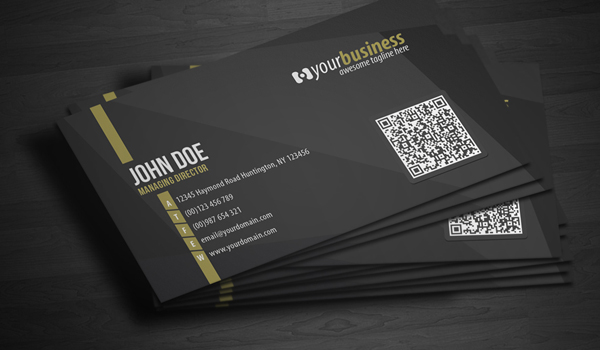 yourbusiness
awesome tagline here
JOHN DOE
MANAGING DIRECTOR
A 12345 Haymond Road Huntington, NY 123456
T (00)123 456 789
F (00)987 654 321
E email@yourdomain.com
W www.yourdomain.com